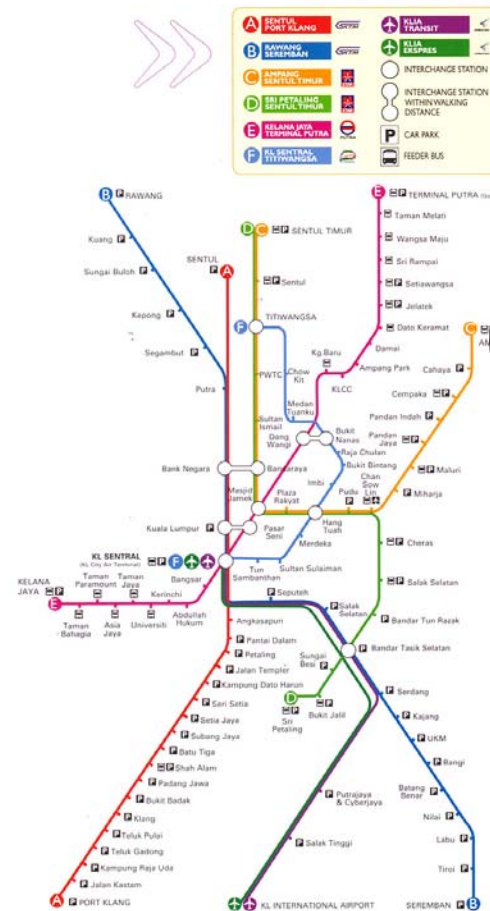 A
SENTUL
PORT KLANG
B
RAWANG
SEREMBAN
C
AMPANG
SENTUL TIMUR
D
SRI PETALING
SENTUL TIMUR
E
KELANA JAYA
TERMINAL PUTRA
PUTRA
F
KL SENTRAL
TITIWANGSA
KLIA
TRANSIT
KLIA
EKSPRES
INTERCHANGE STATION
INTERCHANGE STATION
WITHIN WALKING
DISTANCE
P
CAR PARK
FEEDER BUS
B
RAWANG
Kuang
Sungai Buloh
Kepong
Segambut
Putra
SENTUL
A
D
C
SENTUL TIMUR
Sentul
F
TITIWANGSA
PWTC
Chow
Kit
Medan
Tuanku
Sultan
Ismail
E
TERMINAL PUTRA
Taman Melati
Wangsa Maju
Sri Rampai
Setiawangsa
Jelatek
Dato Keramat
Damai
Ampang Park
KLCC
Kg.Baru
C
Cahaya
Cempaka
Pandan Indah
Pandan
Jaya
Maluri
Miharja
Dang
Wangi
Bukit
Nanas
Raja Chulan
Bukit Bintang
Imbi
Bank Negara
Bandaraya
Masjid
Jamek
Plaza
Rakyat
Pudu
Chan
Sow
Lin
Kuala Lumpur
Pasar
Seni
Hang
Tuah
Merdeka
Cheras
KL SENTRAL
(KL City Air Terminal)
F
Bangsar
Tun
Sambanthan
Sultan Sulaiman
Salak Selatan
KELANA
JAYA
E
Taman
Paramount
Taman
Jaya
Kerinchi
Taman
Bahagia
Asia
Jaya
Universiti
Abdullah
Hukum
Seputeh
Salak
Selatan
Bandar Tun Razak
Angkasapuri
Pantai Dalam
Petaling
Jalan Templer
Kampung Dato Harun
Seri Setia
Setia Jaya
Subang Jaya
Batu Tiga
Shah Alam
Padang Jawa
Bukit Badak
Klang
Teluk Pulai
Teluk Gadong
Kampung Raja Uda
Jalan Kastam
A
PORT KLANG
Bandar Tasik Selatan
Sungai
Besi
D
Sri
Petaling
Bukit Jalil
Serdang
Kajang
UKM
Bangi
Batang
Benar
Nilai
Labu
Tiroi
Putrajaya
& Cyberjaya
Salak Tinggi
KL INTERNATIONAL AIRPORT
SEREMBAN
B